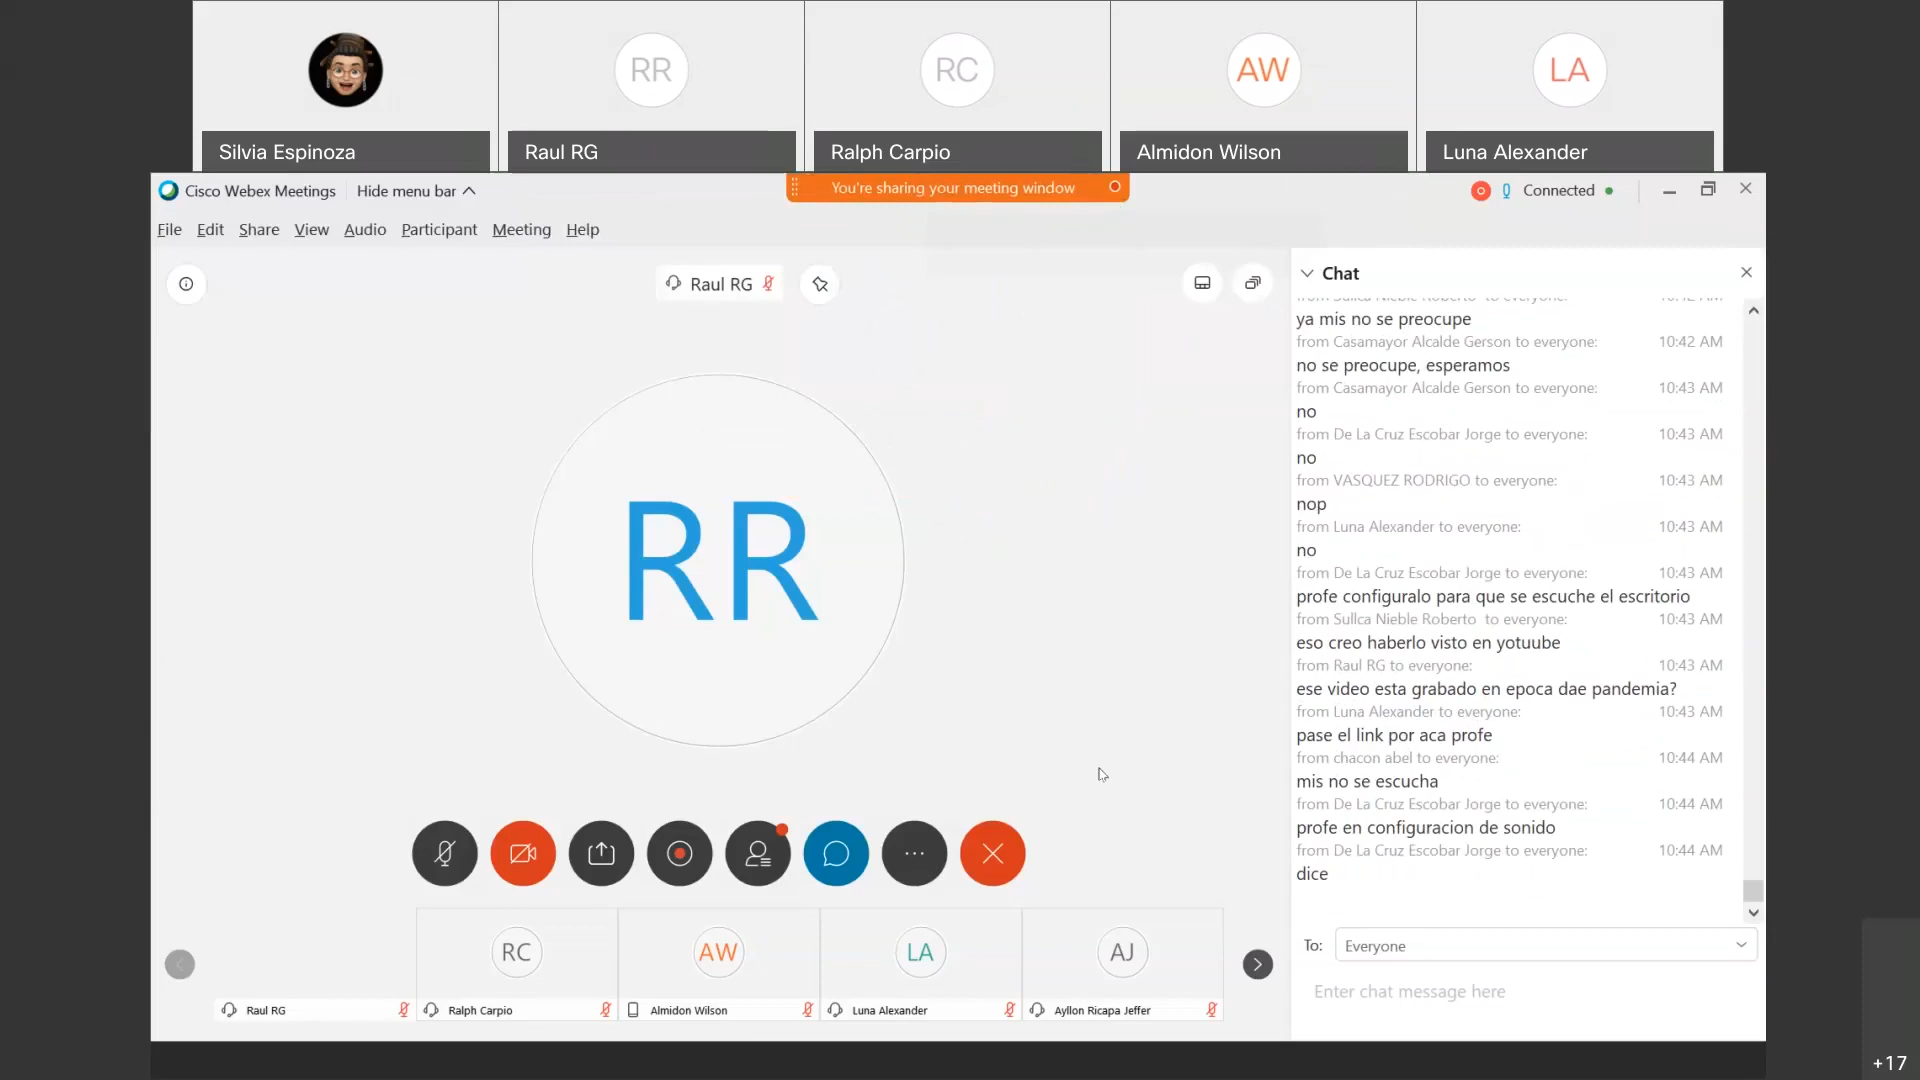 RR
RC
AW
LA
Silvia Espinoza
Raul RG
Ralph Carpio
Almidon Wilson
Luna Alexander
Cisco Webex Meetings
Hide menu bar
You're sharing your meeting window
Connected
File Edit Share View Audio Participant Meeting Help
Raul RG
RR
Chat
from Sullca Nieble Roberto to everyone: 10:42 AM
ya mis no se preocupe
from Casamayor Alcalde Gerson to everyone: 10:42 AM
no se preocupe, esperamos
from Casamayor Alcalde Gerson to everyone: 10:43 AM
no
from De La Cruz Escobar Jorge to everyone: 10:43 AM
no
from VASQUEZ RODRIGO to everyone: 10:43 AM
nop
from Luna Alexander to everyone: 10:43 AM
no
from De La Cruz Escobar Jorge to everyone: 10:43 AM
profe configuralo para que se escuche el escritorio
from Sullca Nieble Roberto to everyone: 10:43 AM
eso creo haberlo visto en yotuube
from Raul RG to everyone: 10:43 AM
ese video esta grabado en epoca dae pandemia?
from Luna Alexander to everyone: 10:43 AM
pase el link por aca profe
from chacon abel to everyone: 10:44 AM
mis no se escucha
from De La Cruz Escobar Jorge to everyone: 10:44 AM
profe en configuracion de sonido
from De La Cruz Escobar Jorge to everyone: 10:44 AM
dice
To: Everyone
Enter chat message here
RC
AW
LA
AJ
Raul RG
Ralph Carpio
Almidon Wilson
Luna Alexander
Ayllon Ricapa Jeffer
+17